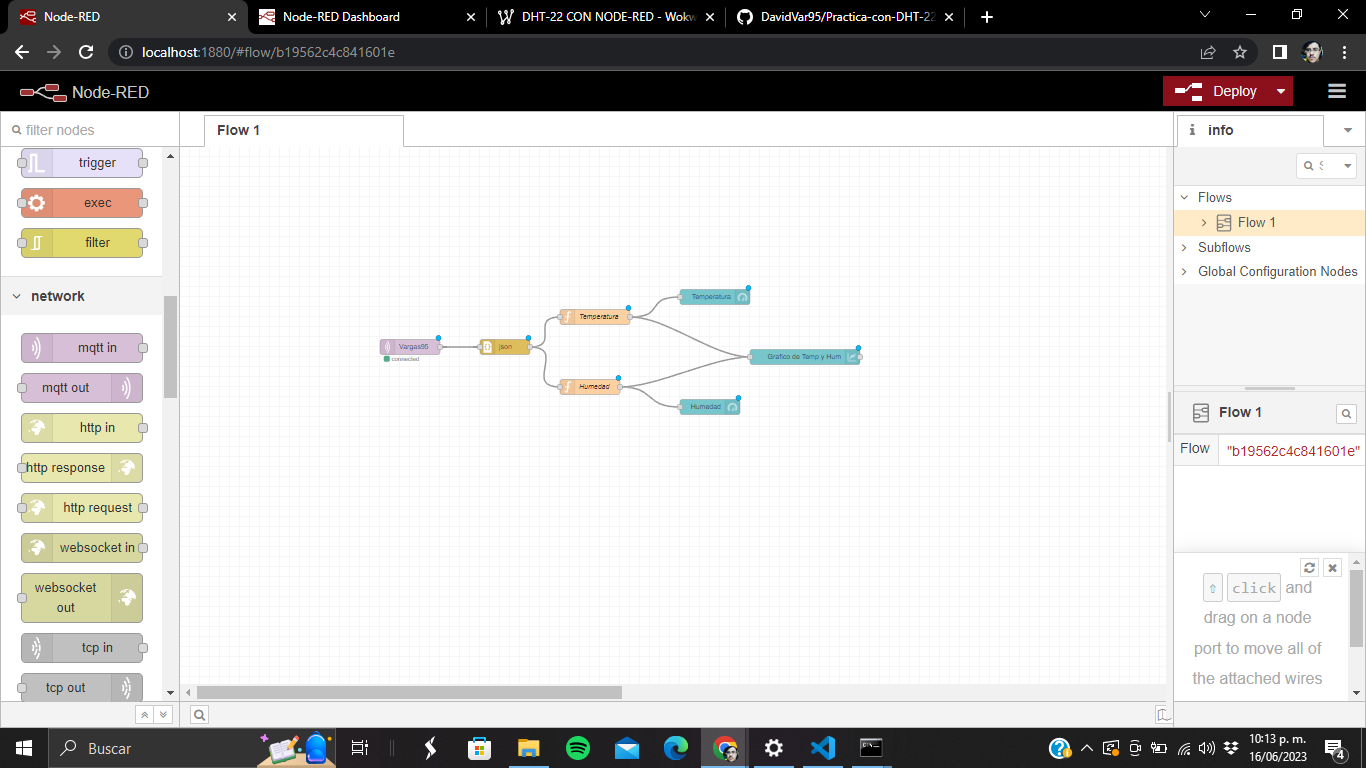 Node-RED
Node-RED Dashboard
DHT-22 CON NODE-RED - Wokw
DavidVar95/Practica-con-DHT-22
localhost:1880/#flow/b19562c4c841601e
Node-RED
Deploy
filter nodes
Flow 1
info
trigger
exec
filter
network
mqtt in
mqtt out
http in
http response
http request
websocket in
websocket
out
tcp in
tcp out
Temperatura
Temperatura
Vargas95
json
connected
Grafico de Temp y Hum
Humedad
Humedad
S
Flows
Flow 1
Subflows
Global Configuration Nodes
Flow 1
Flow
"b19562c4c841601e"
⇧ click and
drag on a node
port to move all of
the attached wires
Buscar
10:13 p. m.
16/06/2023
4